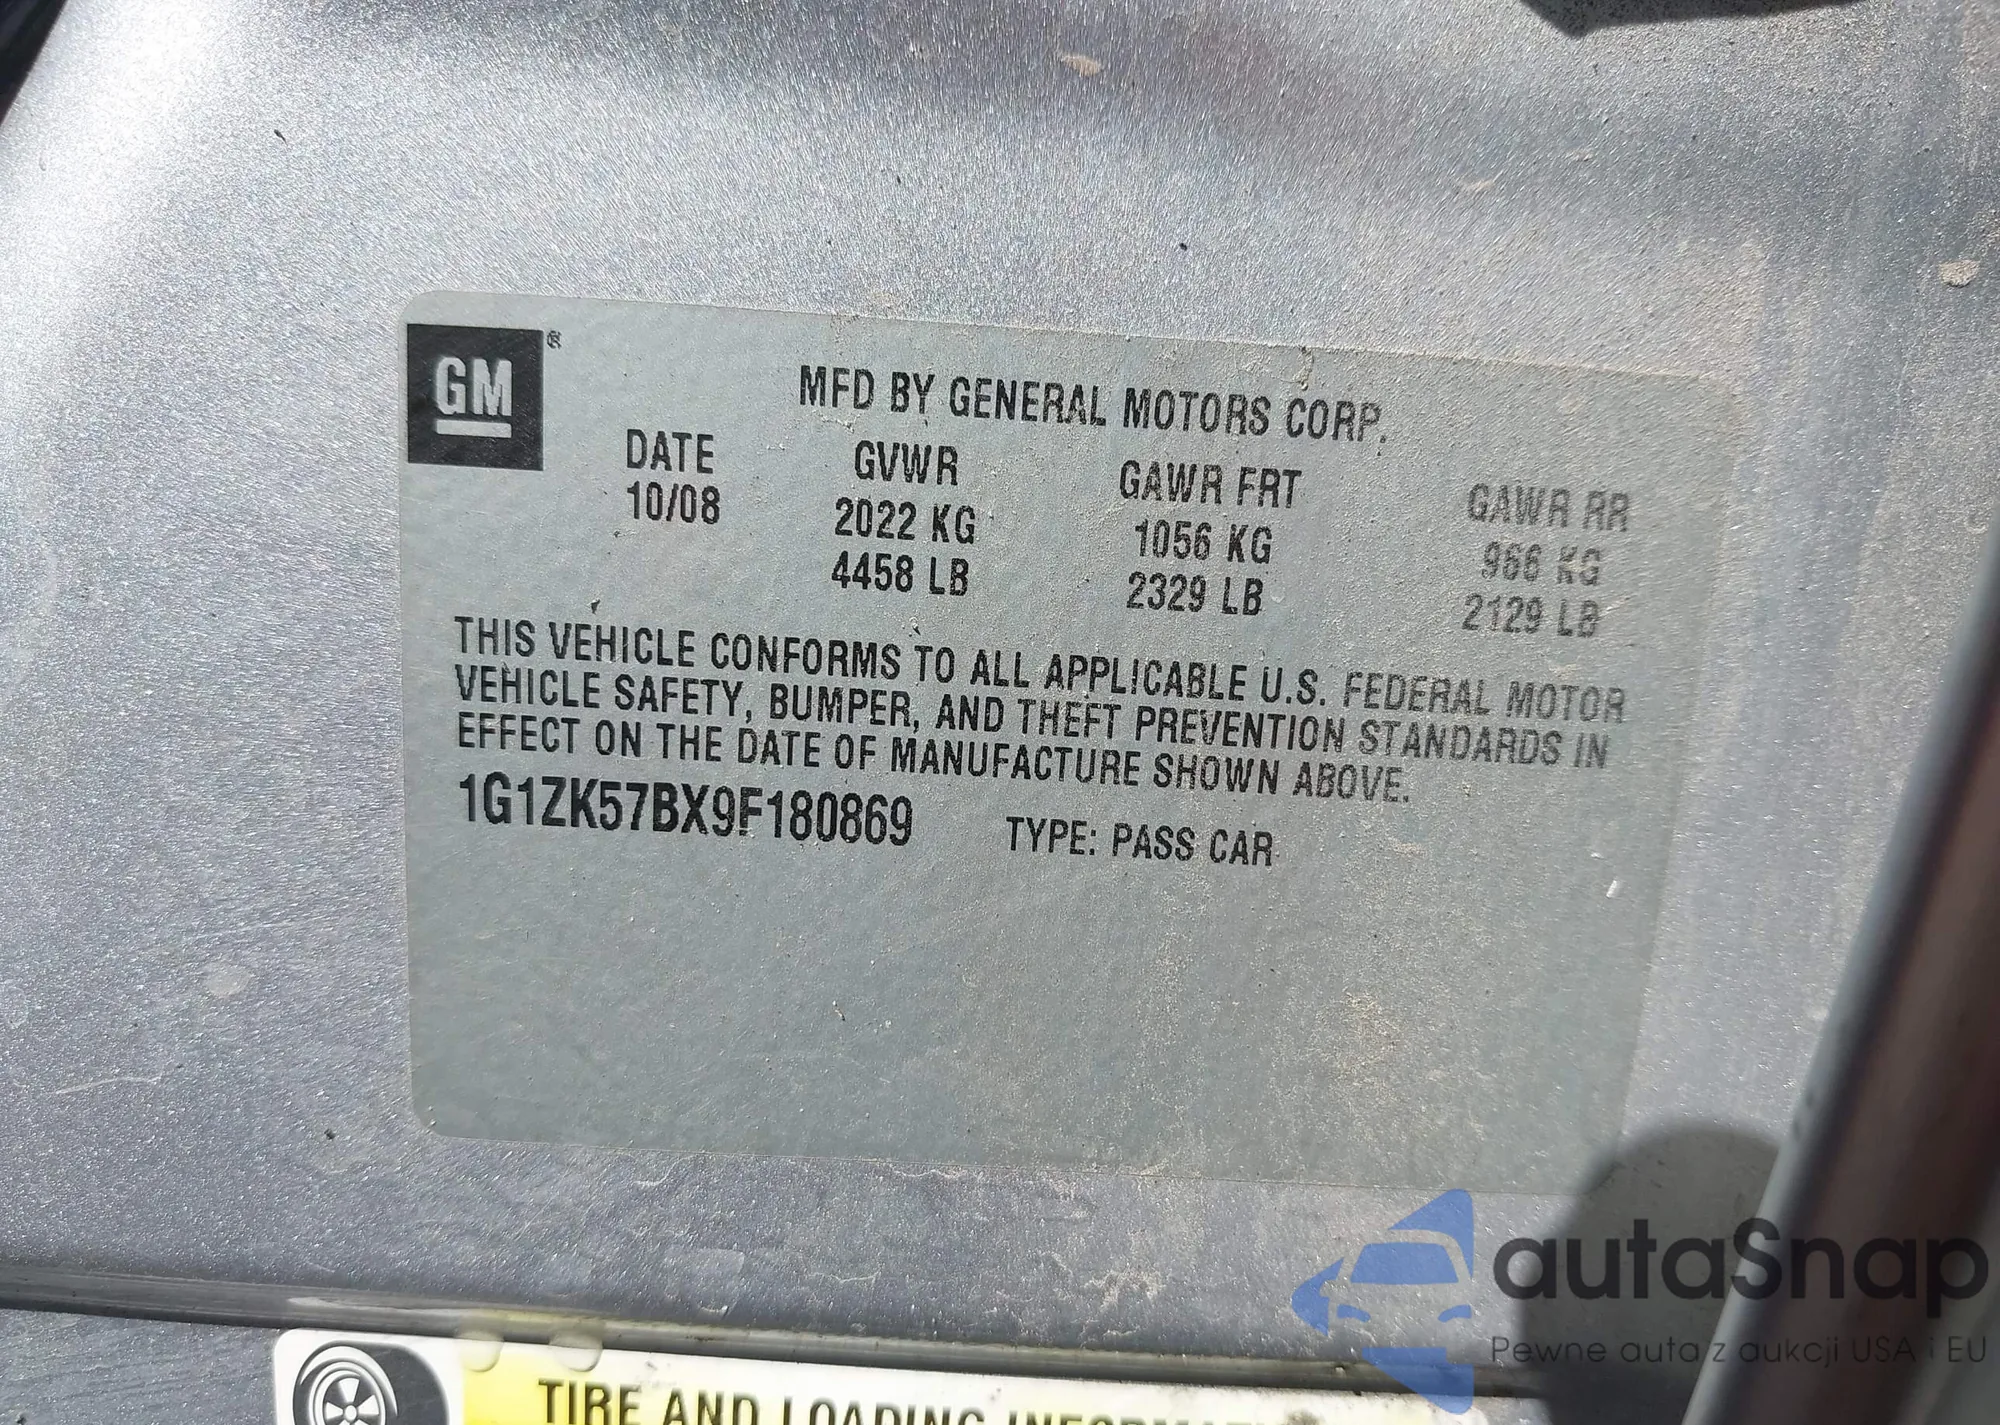 GM®
MFD BY GENERAL MOTORS CORP.
DATE GVWR GAWR FRT GAWR RR
10/08 2022 KG 1056 KG 966 KG
4458 LB 2329 LB 2129 LB
THIS VEHICLE CONFORMS TO ALL APPLICABLE U.S. FEDERAL MOTOR
VEHICLE SAFETY, BUMPER, AND THEFT PREVENTION STANDARDS IN
EFFECT ON THE DATE OF MANUFACTURE SHOWN ABOVE.
1G1ZK57BX9F180869 TYPE: PASS CAR
autaSnap
Pewne auta z aukcji USA i EU
TIRE AND LOADING INFORMATI